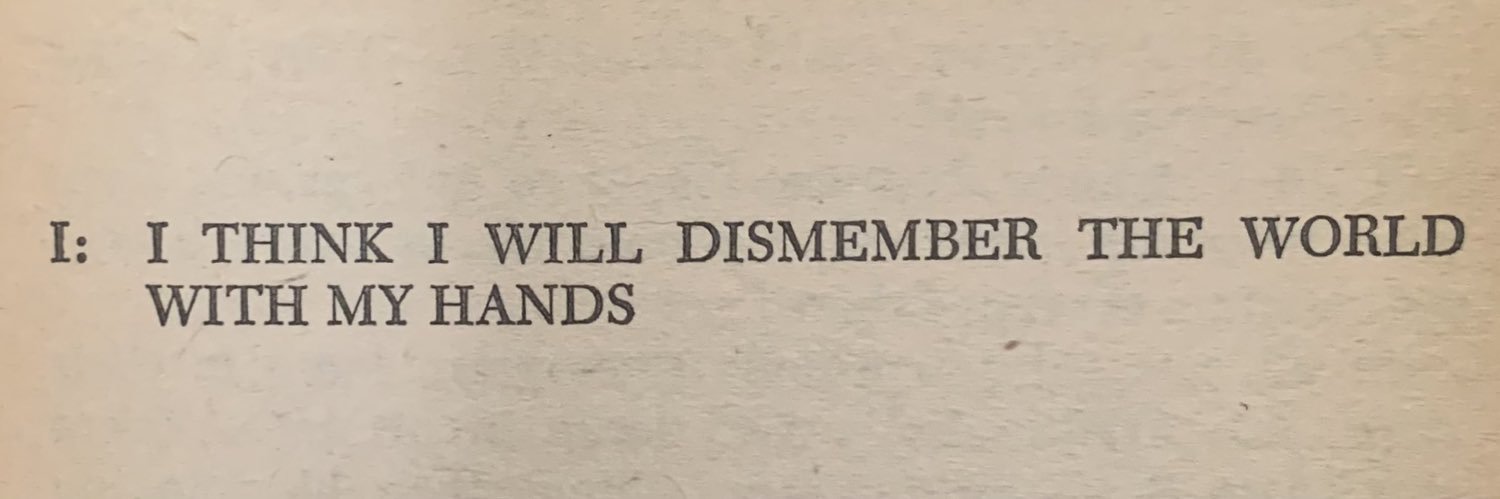 I: I THINK I WILL DISMEMBER THE WORLD
WITH MY HANDS